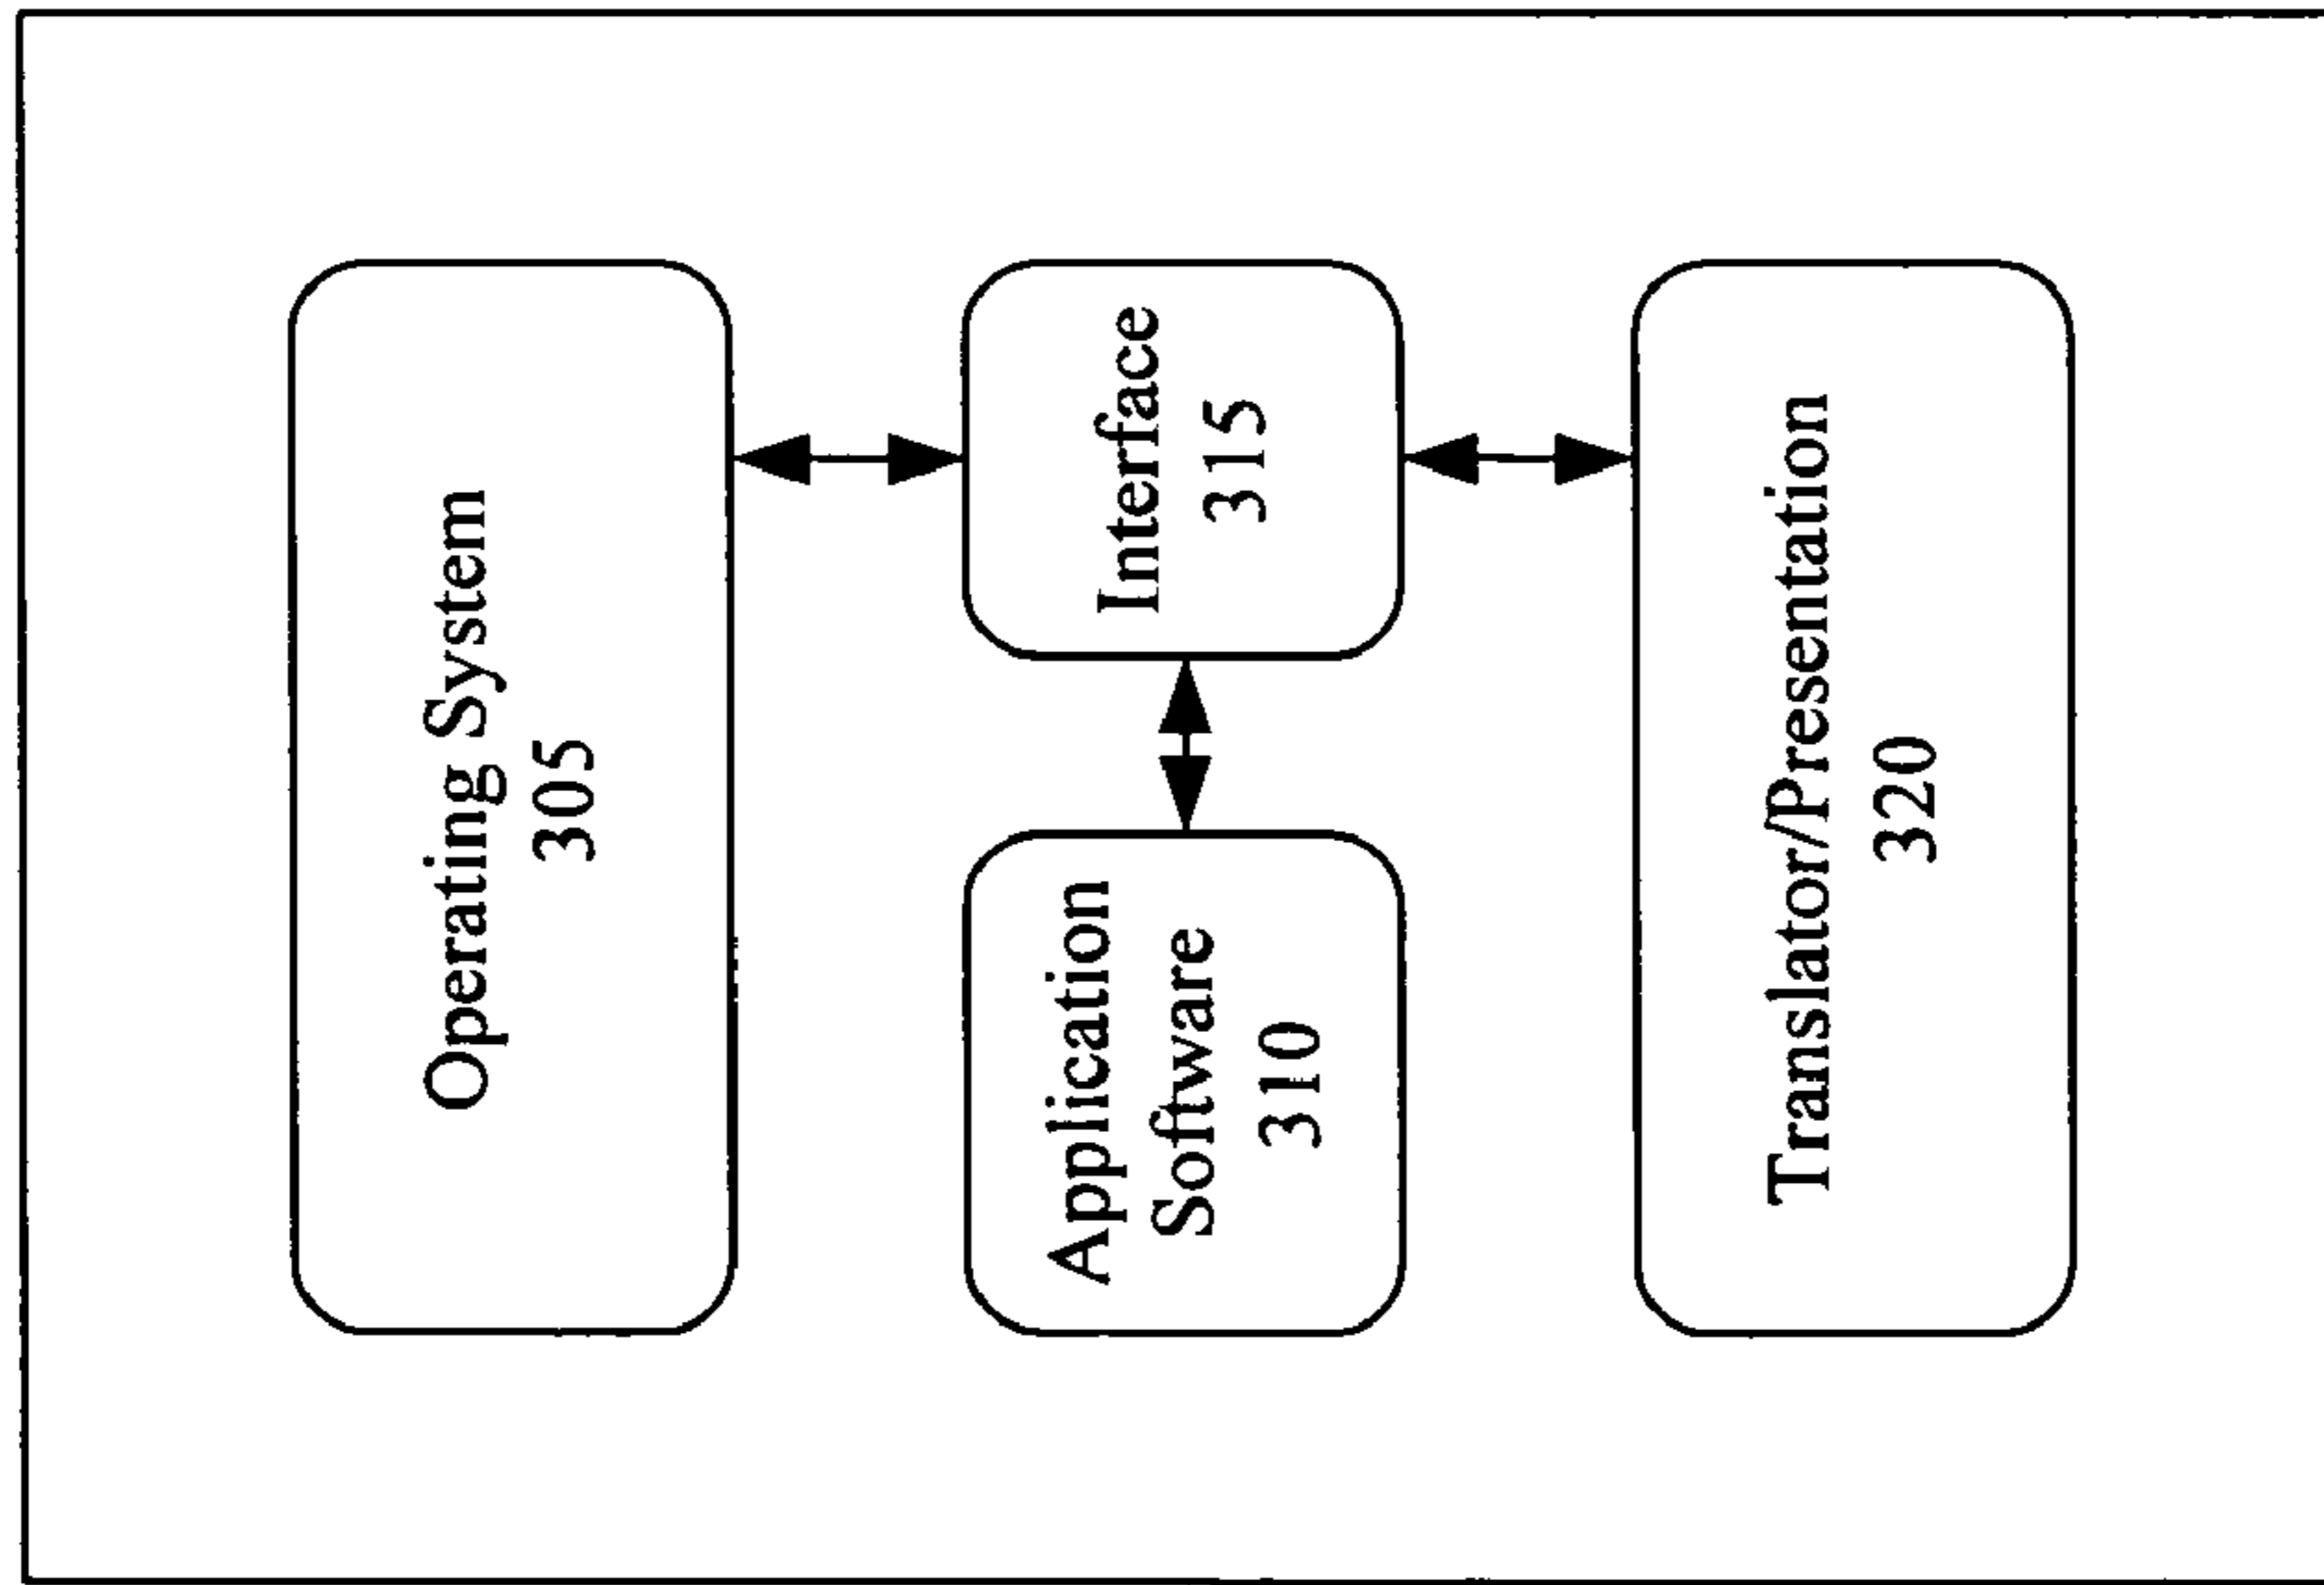 Operating System
305
Application
Software
310
Interface
315
Translator/Presentation
320